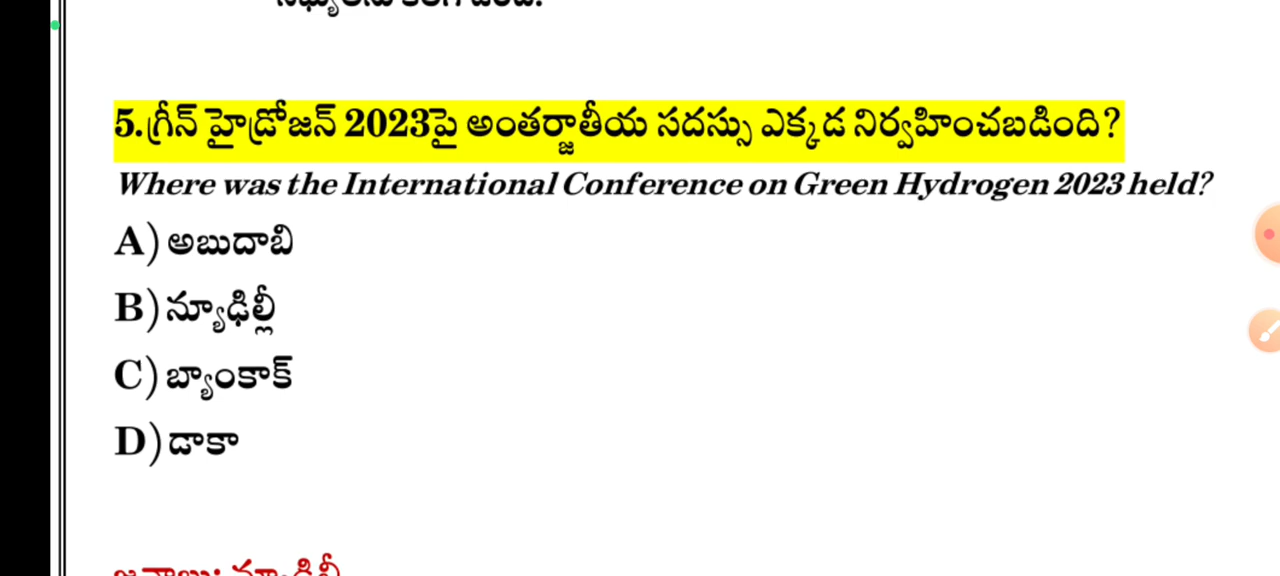 5.గ్రీన్ హైడ్రోజన్ 2023పై అంతర్జాతీయ సదస్సు ఎక్కడ నిర్వహించబడింది?
Where was the International Conference on Green Hydrogen 2023 held?
A) అబుదాబి
B) న్యూఢిల్లీ
C) బ్యాంకాక్
D) డాకా